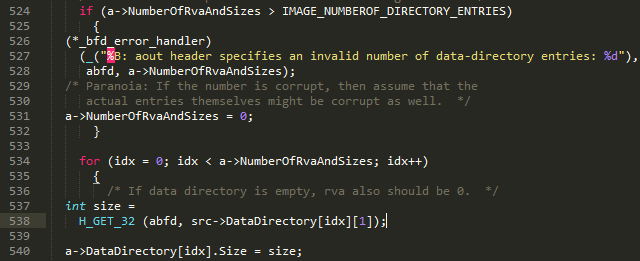 524 if (a->NumberOfRvaAndSizes > IMAGE_NUMBEROF_DIRECTORY_ENTRIES)
525 {
526 (*_bfd_error_handler)
527 (_("%B: aout header specifies an invalid number of data-directory entries: %d"),
528 abfd, a->NumberOfRvaAndSizes);
529 /* Paranoia: If the number is corrupt, then assume that the
530 actual entries themselves might be corrupt as well. */
531 a->NumberOfRvaAndSizes = 0;
532 }
533
534 for (idx = 0; idx < a->NumberOfRvaAndSizes; idx++)
535 {
536 /* If data directory is empty, rva also should be 0. */
537 int size =
538 H_GET_32 (abfd, src->DataDirectory[idx][1]);
539
540 a->DataDirectory[idx].Size = size;